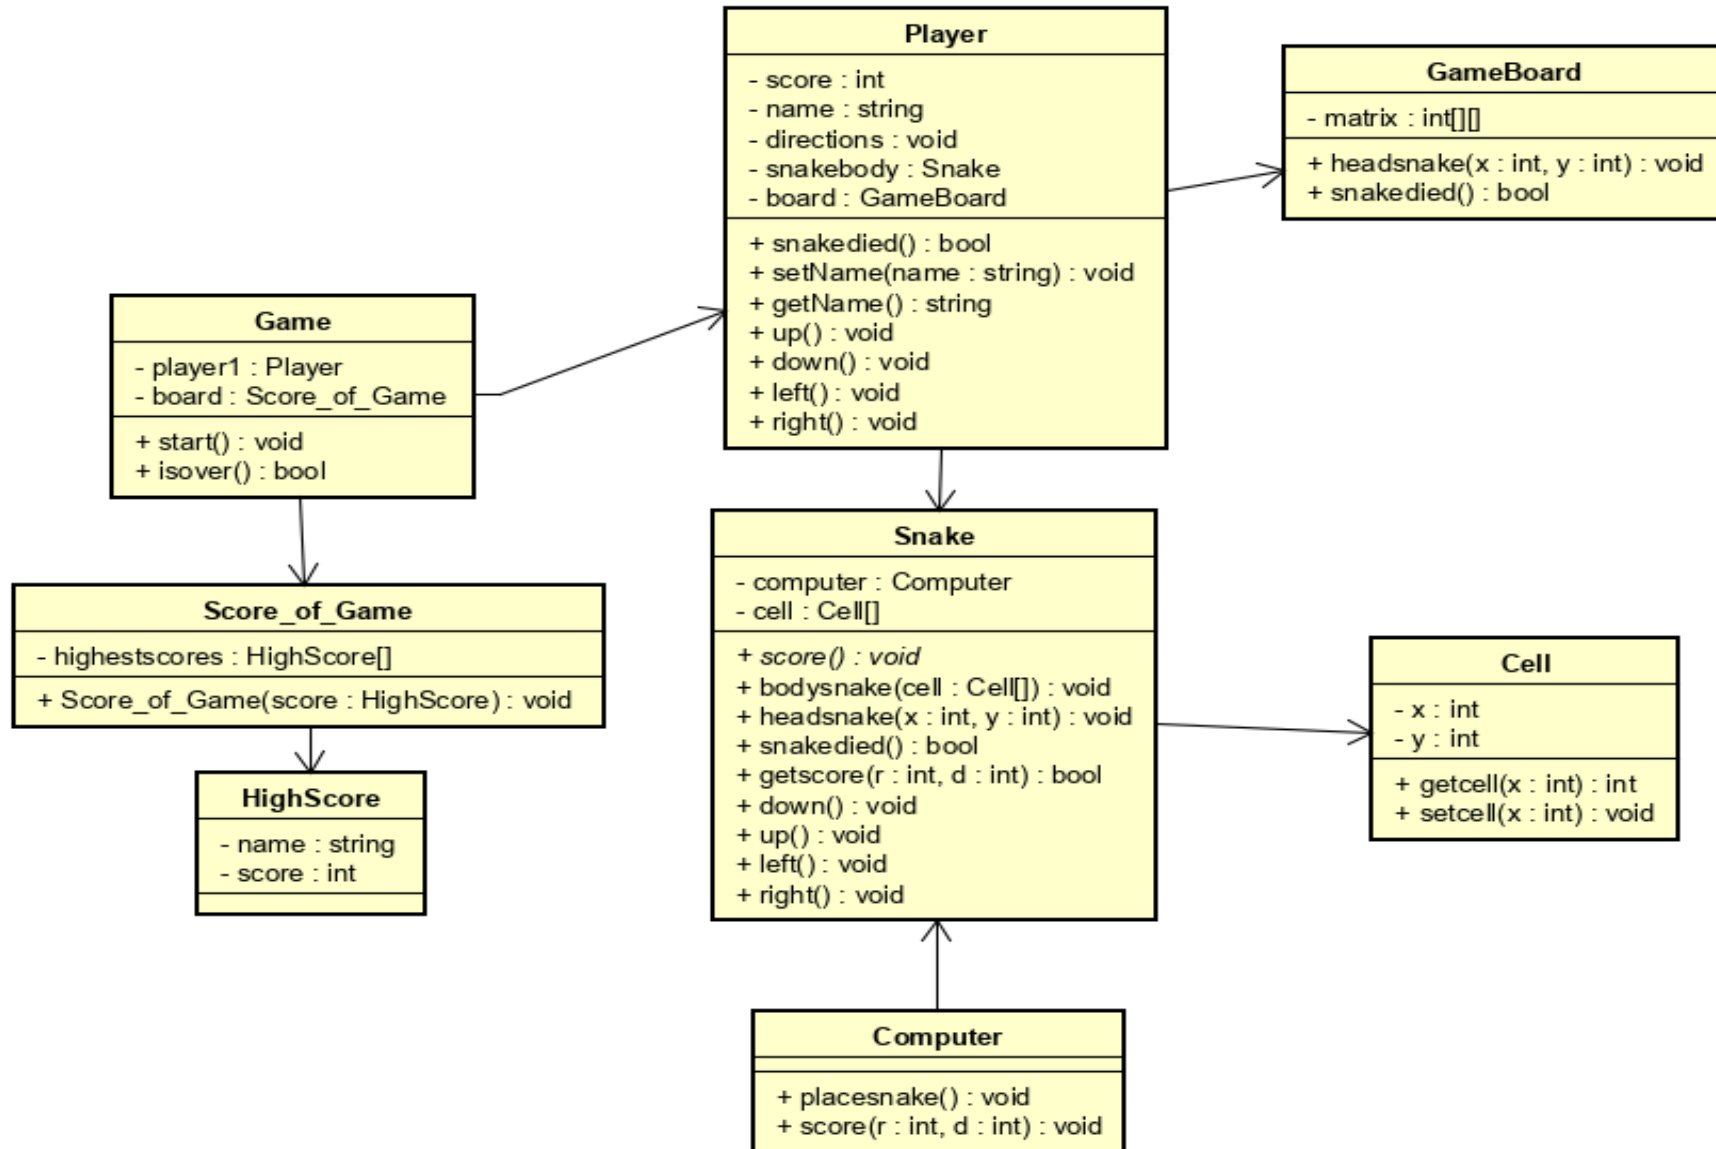 Player
- score : int
- name : string
- directions : void
- snakebody : Snake
- board : GameBoard
+ snakedied() : bool
+ setName(name : string) : void
+ getName() : string
+ up() : void
+ down() : void
+ left() : void
+ right() : void
GameBoard
- matrix : int[][]
+ headsnake(x : int, y : int) : void
+ snakedied() : bool
Game
- player1 : Player
- board : Score_of_Game
+ start() : void
+ isover() : bool
Score_of_Game
- highestscores : HighScore[]
+ Score_of_Game(score : HighScore) : void
HighScore
- name : string
- score : int
Snake
- computer : Computer
- cell : Cell[]
+ score() : void
+ bodysnake(cell : Cell[]) : void
+ headsnake(x : int, y : int) : void
+ snakedied() : bool
+ getscore(r : int, d : int) : bool
+ down() : void
+ up() : void
+ left() : void
+ right() : void
Cell
- x : int
- y : int
+ getcell(x : int) : int
+ setcell(x : int) : void
Computer
+ placesnake() : void
+ score(r : int, d : int) : void